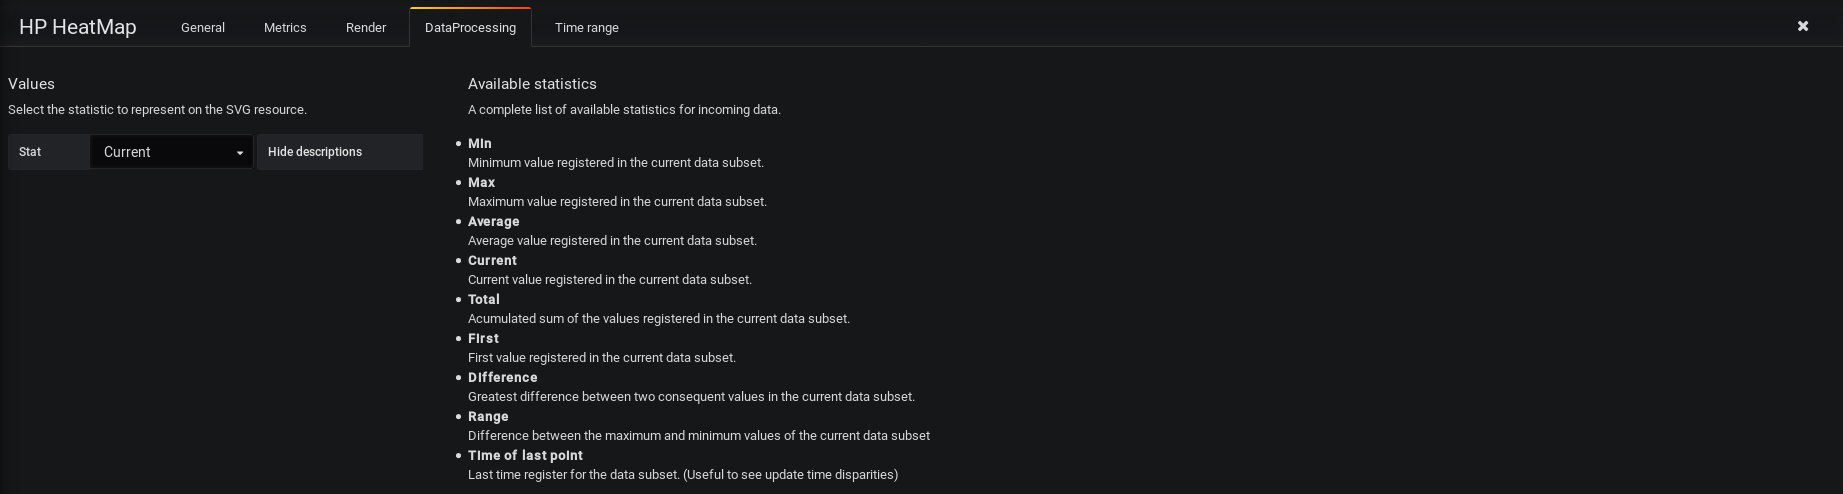 HP HeatMap General Metrics Render DataProcessing Time range
Values
Select the statistic to represent on the SVG resource.
Stat Current Hide descriptions
Available statistics
A complete list of available statistics for incoming data.
Min
Minimum value registered in the current data subset.
Max
Maximum value registered in the current data subset.
Average
Average value registered in the current data subset.
Current
Current value registered in the current data subset.
Total
Acumulated sum of the values registered in the current data subset.
First
First value registered in the current data subset.
Difference
Greatest difference between two consequent values in the current data subset.
Range
Difference between the maximum and minimum values of the current data subset
Time of last point
Last time register for the data subset. (Useful to see update time disparities)